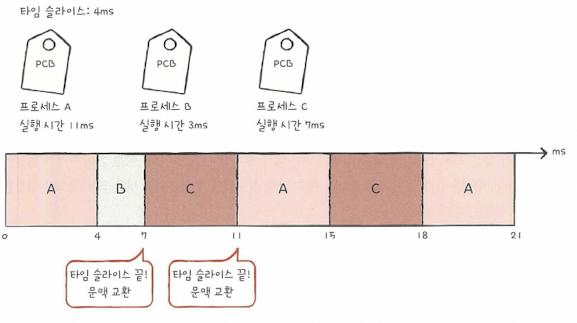 타임 슬라이스: 4ms
PCB
PCB
PCB
프로세스 A
실행 시간 11ms
프로세스 B
실행 시간 3ms
프로세스 C
실행 시간 7ms
ms
A
B
C
A
C
A
0
4
7
11
15
18
21
타임 슬라이스 끝!
문맥 교환
타임 슬라이스 끝!
문맥 교환